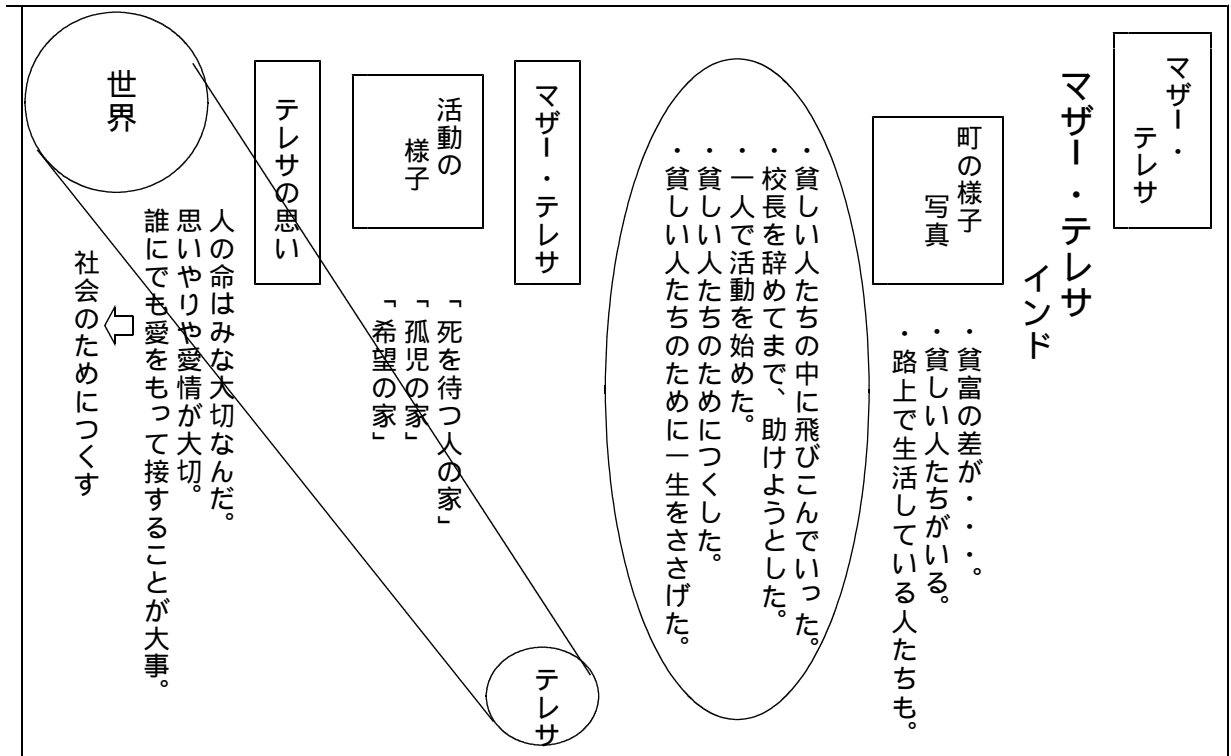 マザー・
テレサ
マザー・テレサ
インド
町の様子
写真
・貧富の差が・・・。
・貧しい人たちがいる。
・路上で生活している人たちも。
・貧しい人たちの中に飛びこんでいった。
・校長を辞めてまで、助けようとした。
・一人で活動を始めた。
・貧しい人たちのためにつくした。
・貧しい人たちのために一生をささげた。
マザー・テレサ
活動の
様子
「死を待つ人の家」
「孤児の家」
「希望の家」
テレサの思い
人の命はみな大切なんだ。
思いやりや愛情が大切。
誰にでも愛をもって接することが大事。
社会のためにつくす
世界
テレサ